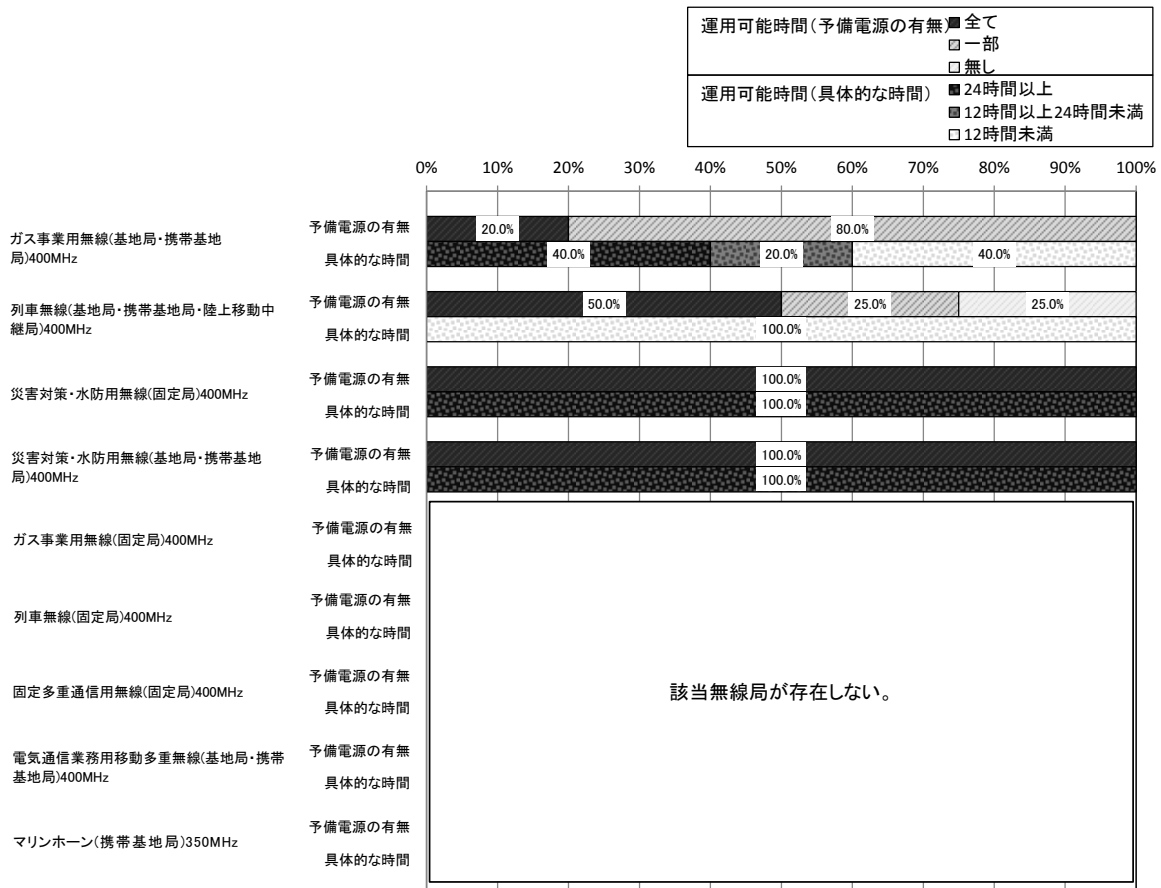 運用可能時間(予備電源の有無)
■全て
一部
無し
運用可能時間(具体的な時間)
24時間以上
12時間以上24時間未満
12時間未満
0% 10% 20% 30% 40% 50% 60% 70% 80% 90% 100%
ガス事業用無線(基地局・携帯基地
局)400MHz
予備電源の有無
20.0% 80.0%
具体的な時間
40.0% 20.0% 40.0%
列車無線(基地局・携帯基地局・陸上移動中
継局)400MHz
予備電源の有無
50.0% 25.0% 25.0%
具体的な時間
100.0%
災害対策・水防用無線(固定局)400MHz
予備電源の有無
100.0%
具体的な時間
100.0%
災害対策・水防用無線(基地局・携帯基地
局)400MHz
予備電源の有無
100.0%
具体的な時間
100.0%
ガス事業用無線(固定局)400MHz
予備電源の有無
具体的な時間
列車無線(固定局)400MHz
予備電源の有無
具体的な時間
固定多重通信用無線(固定局)400MHz
予備電源の有無
具体的な時間
該当無線局が存在しない。
電気通信業務用移動多重無線(基地局・携帯
基地局)400MHz
予備電源の有無
具体的な時間
マリンホーン(携帯基地局)350MHz
予備電源の有無
具体的な時間